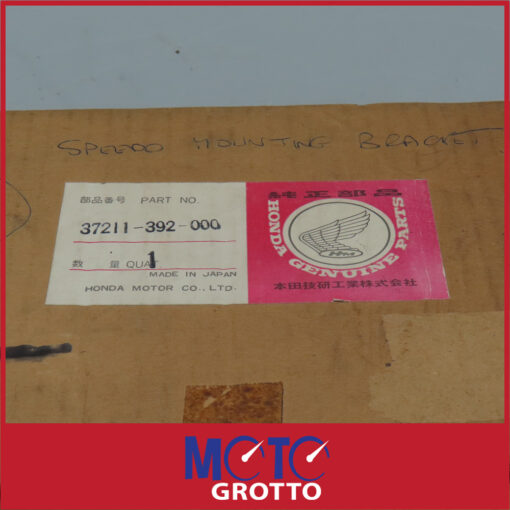 SPEEDO MOUNTING BRACKET
部品番号 PART NO.
37211-392-000
数 量 QUAT. 1
MADE IN JAPAN
HONDA MOTOR CO., LTD.
純正部品
HONDA GENUINE PARTS
本田技研工業株式会社
MOTO
GROTTO